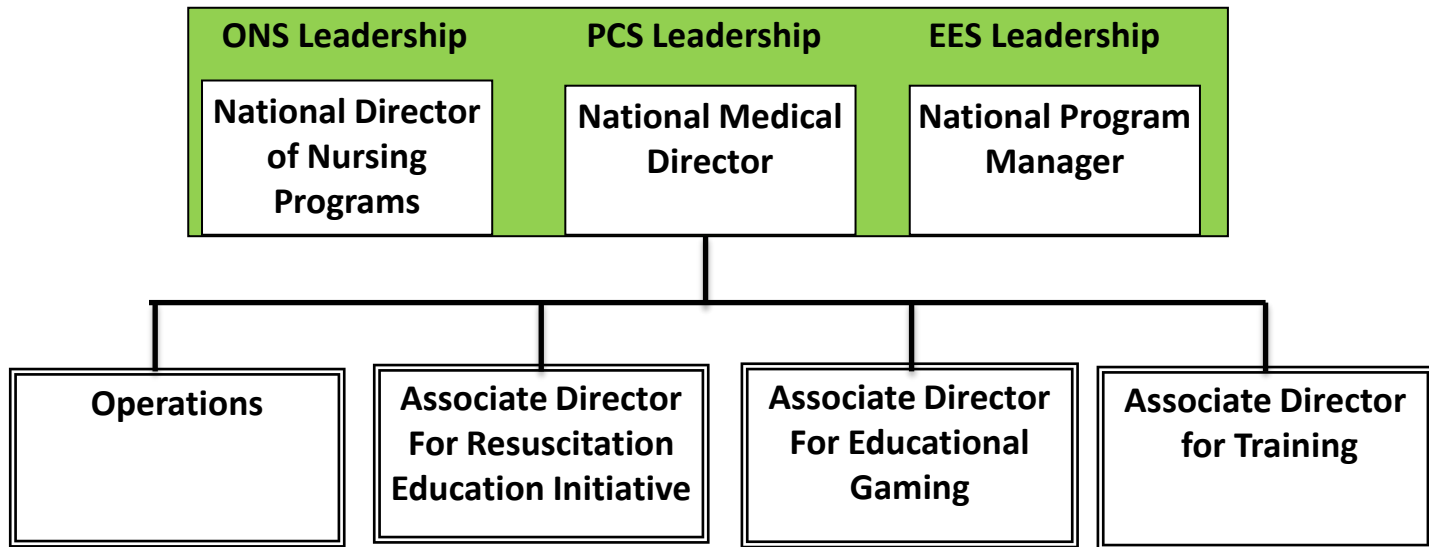 ONS Leadership
PCS Leadership
EES Leadership
National Director
of Nursing
Programs
National Medical
Director
National Program
Manager
Operations
Associate Director
For Resuscitation
Education Initiative
Associate Director
For Educational
Gaming
Associate Director
for Training